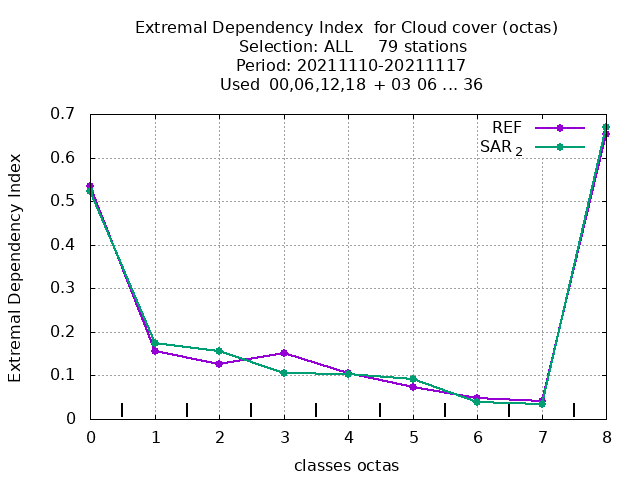 Extremal Dependency Index  for Cloud cover (octas)
Selection: ALL     79 stations
Period: 20211110-20211117
Used  00,06,12,18  + 03 06 ... 36
REF
SAR 2
0.7
0.6
0.5
0.4
0.3
0.2
0.1
0
Extremal Dependency Index
0 1 2 3 4 5 6 7 8
classes octas